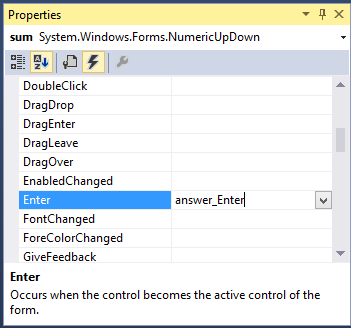 Properties
sum System.Windows.Forms.NumericUpDown
DoubleClick
DragDrop
DragEnter
DragLeave
DragOver
EnabledChanged
Enter answer_Enter
FontChanged
ForeColorChanged
GiveFeedback
Enter
Occurs when the control becomes the active control of the
form.